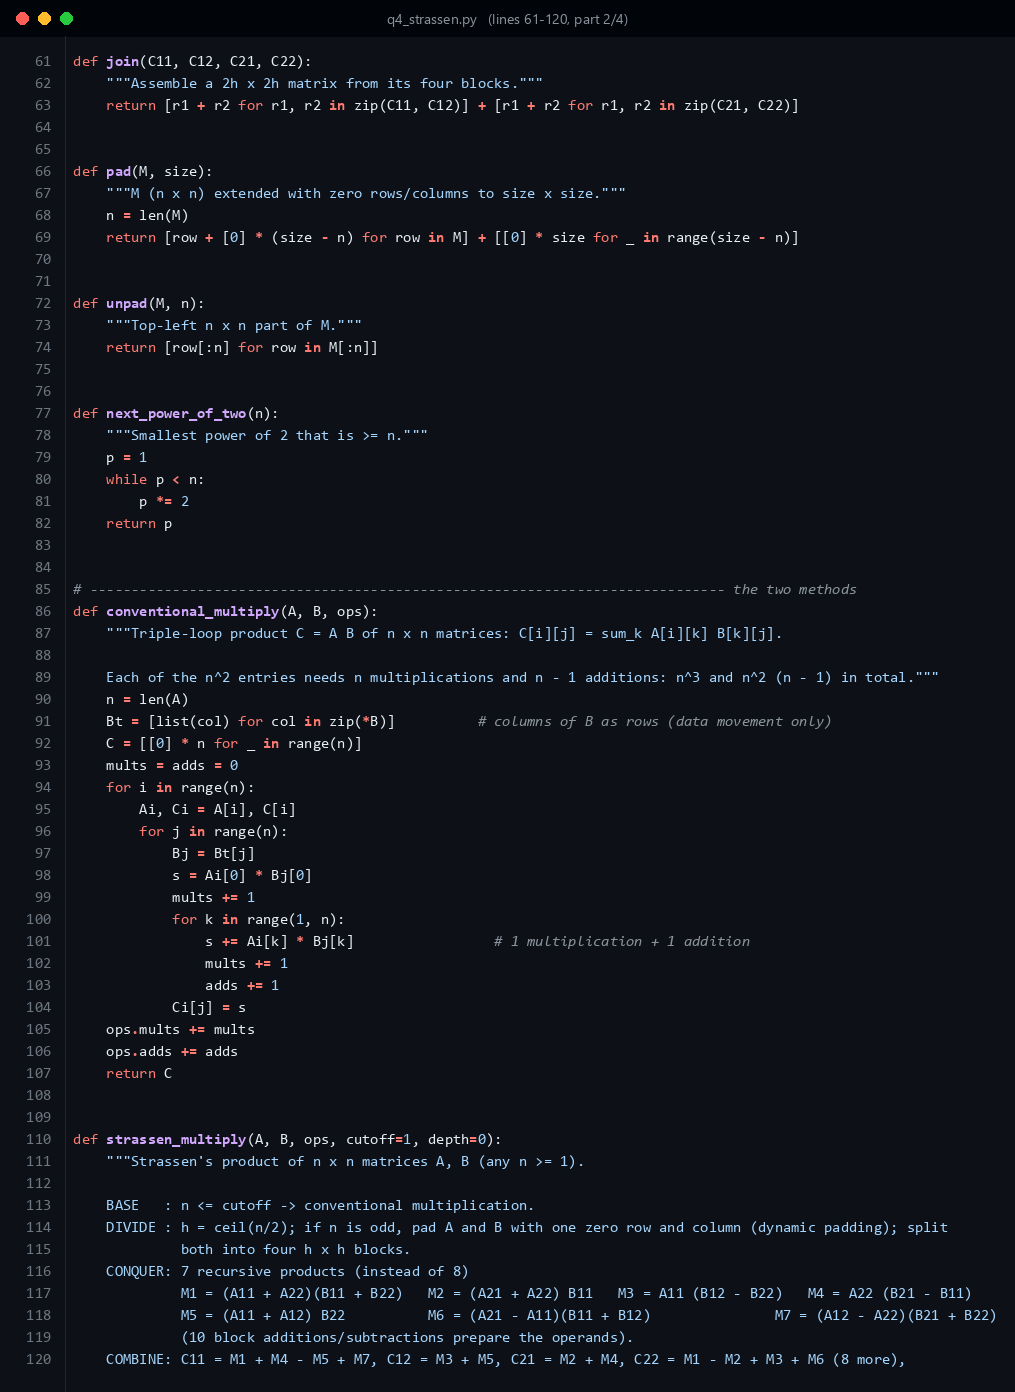 q4_strassen.py (lines 61-120, part 2/4)
61 def join(C11, C12, C21, C22):
62     """Assemble a 2h x 2h matrix from its four blocks."""
63     return [r1 + r2 for r1, r2 in zip(C11, C12)] + [r1 + r2 for r1, r2 in zip(C21, C22)]
64
65
66 def pad(M, size):
67     """M (n x n) extended with zero rows/columns to size x size."""
68     n = len(M)
69     return [row + [0] * (size - n) for row in M] + [[0] * size for _ in range(size - n)]
70
71
72 def unpad(M, n):
73     """Top-left n x n part of M."""
74     return [row[:n] for row in M[:n]]
75
76
77 def next_power_of_two(n):
78     """Smallest power of 2 that is >= n."""
79     p = 1
80     while p < n:
81         p *= 2
82     return p
83
84
85 # ----------------------------------------------------------------------------- the two methods
86 def conventional_multiply(A, B, ops):
87     """Triple-loop product C = A B of n x n matrices: C[i][j] = sum_k A[i][k] B[k][j].
88
89     Each of the n^2 entries needs n multiplications and n - 1 additions: n^3 and n^2 (n - 1) in total."""
90     n = len(A)
91     Bt = [list(col) for col in zip(*B)]          # columns of B as rows (data movement only)
92     C = [[0] * n for _ in range(n)]
93     mults = adds = 0
94     for i in range(n):
95         Ai, Ci = A[i], C[i]
96         for j in range(n):
97             Bj = Bt[j]
98             s = Ai[0] * Bj[0]
99             mults += 1
100             for k in range(1, n):
101                 s += Ai[k] * Bj[k]                 # 1 multiplication + 1 addition
102                 mults += 1
103                 adds += 1
104             Ci[j] = s
105     ops.mults += mults
106     ops.adds += adds
107     return C
108
109
110 def strassen_multiply(A, B, ops, cutoff=1, depth=0):
111     """Strassen's product of n x n matrices A, B (any n >= 1).
112
113     BASE   : n <= cutoff -> conventional multiplication.
114     DIVIDE : h = ceil(n/2); if n is odd, pad A and B with one zero row and column (dynamic padding); split
115              both into four h x h blocks.
116     CONQUER: 7 recursive products (instead of 8)
117              M1 = (A11 + A22)(B11 + B22)   M2 = (A21 + A22) B11   M3 = A11 (B12 - B22)   M4 = A22 (B21 - B11)
118              M5 = (A11 + A12) B22          M6 = (A21 - A11)(B11 + B12)               M7 = (A12 - A22)(B21 + B22)
119              (10 block additions/subtractions prepare the operands).
120     COMBINE: C11 = M1 + M4 - M5 + M7, C12 = M3 + M5, C21 = M2 + M4, C22 = M1 - M2 + M3 + M6 (8 more),